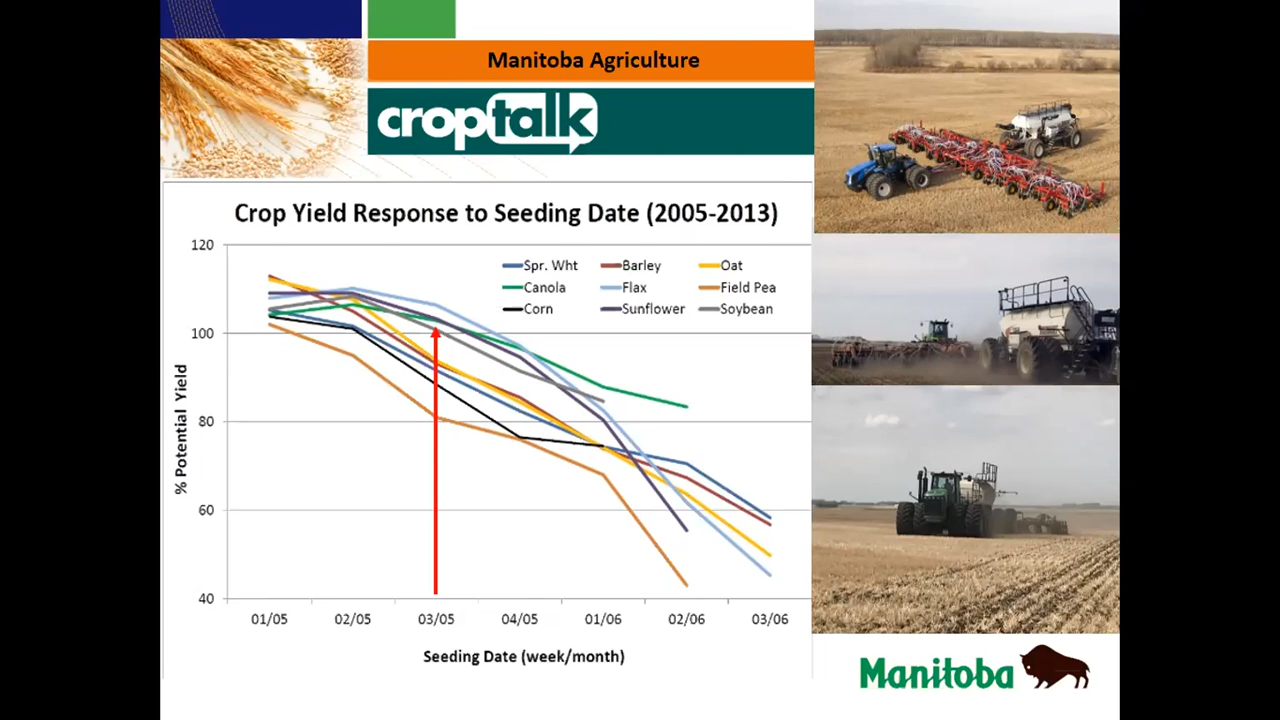 Manitoba Agriculture
croptalk
Crop Yield Response to Seeding Date (2005-2013)
120
100
80
60
40
% Potential Yield
Spr. Wht Barley Oat
Canola Flax Field Pea
Corn Sunflower Soybean
01/05 02/05 03/05 04/05 01/06 02/06 03/06
Seeding Date (week/month)
Manitoba